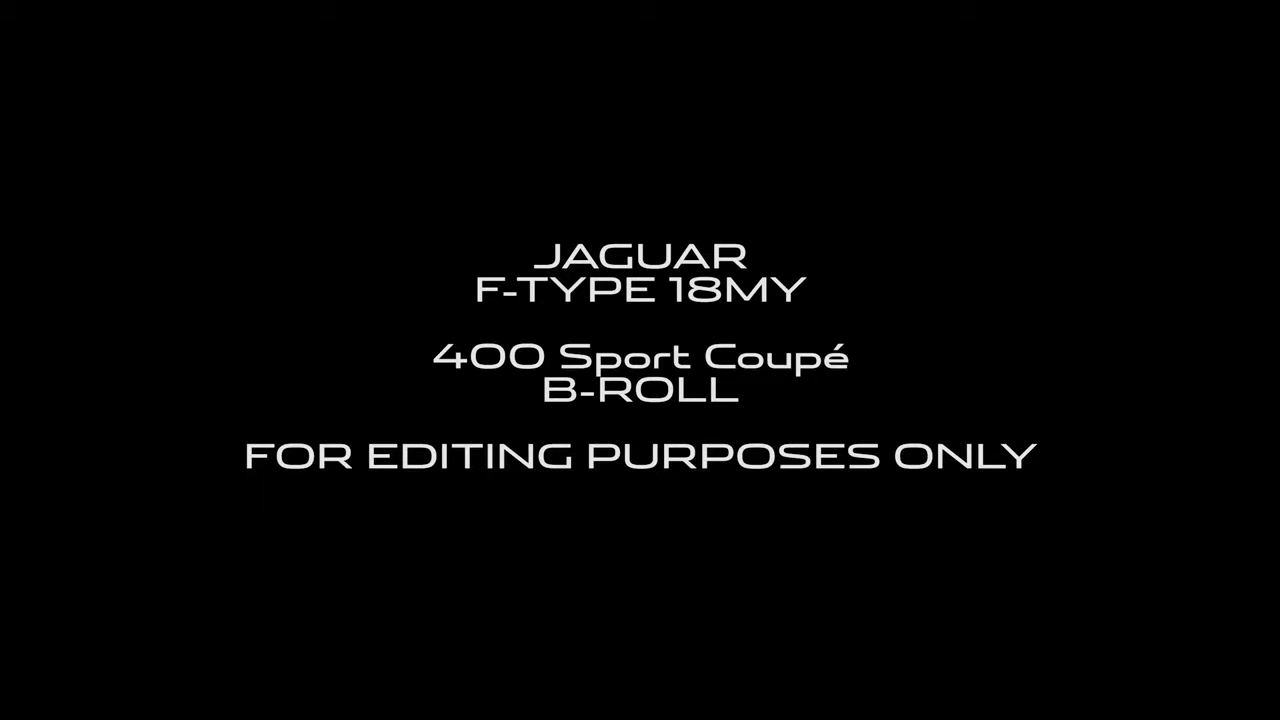 JAGUAR
F-TYPE 18MY
400 Sport Coupé
B-ROLL
FOR EDITING PURPOSES ONLY